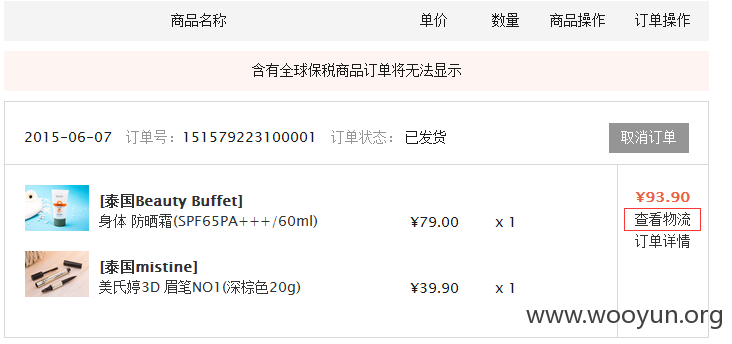 商品名称 单价 数量 商品操作 订单操作
含有全球保税商品订单将无法显示
2015-06-07 订单号：151579223100001 订单状态：已发货 取消订单
[泰国Beauty Buffet]
身体 防晒霜(SPF65PA+++/60ml) ¥79.00 x 1
¥93.90
查看物流
订单详情
[泰国mistine]
美氏婷3D 眉笔NO1(深棕色20g) ¥39.90 x 1
www.wooyun.org